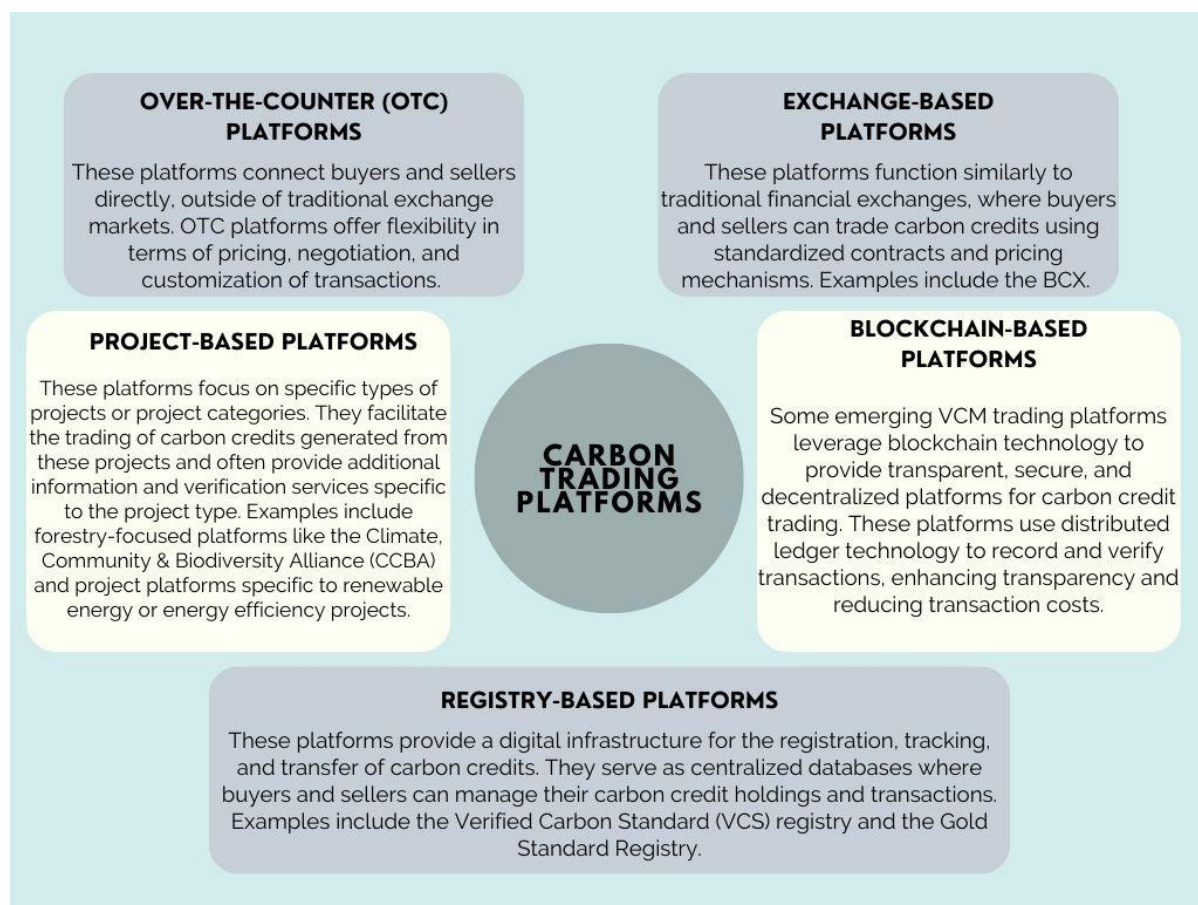 OVER-THE-COUNTER (OTC)
PLATFORMS
These platforms connect buyers and sellers
directly, outside of traditional exchange
markets. OTC platforms offer flexibility in
terms of pricing, negotiation, and
customization of transactions.
EXCHANGE-BASED
PLATFORMS
These platforms function similarly to
traditional financial exchanges, where buyers
and sellers can trade carbon credits using
standardized contracts and pricing
mechanisms. Examples include the BCX.
PROJECT-BASED PLATFORMS
These platforms focus on specific types of
projects or project categories. They facilitate
the trading of carbon credits generated from
these projects and often provide additional
information and verification services specific
to the project type. Examples include
forestry-focused platforms like the Climate,
Community & Biodiversity Alliance (CCBA)
and project platforms specific to renewable
energy or energy efficiency projects.
CARBON
TRADING
PLATFORMS
BLOCKCHAIN-BASED
PLATFORMS
Some emerging VCM trading platforms
leverage blockchain technology to
provide transparent, secure, and
decentralized platforms for carbon credit
trading. These platforms use distributed
ledger technology to record and verify
transactions, enhancing transparency and
reducing transaction costs.
REGISTRY-BASED PLATFORMS
These platforms provide a digital infrastructure for the registration, tracking,
and transfer of carbon credits. They serve as centralized databases where
buyers and sellers can manage their carbon credit holdings and transactions.
Examples include the Verified Carbon Standard (VCS) registry and the Gold
Standard Registry.